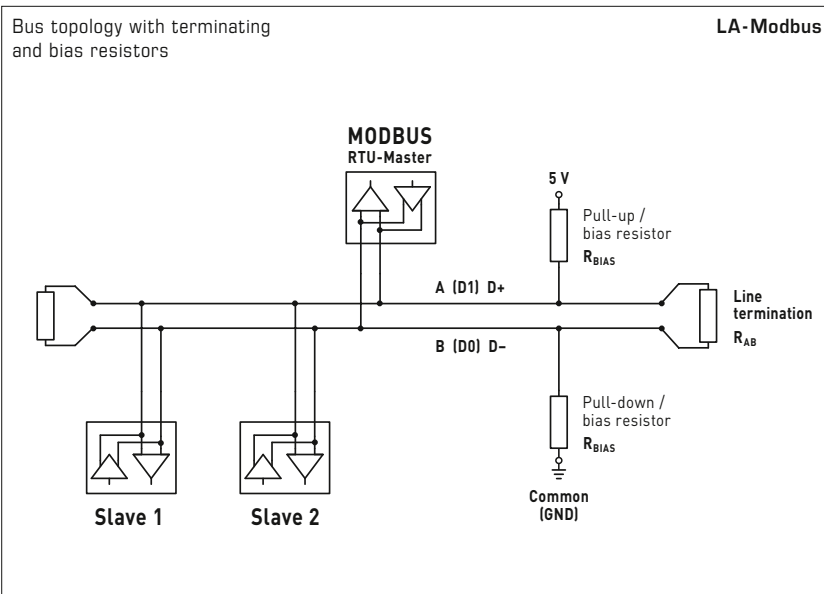 Bus topology with terminating
and bias resistors
LA-Modbus
MODBUS
RTU-Master
5 V
Pull-up /
bias resistor
RBIAS
A (D1) D+
Line
termination
RAB
B (D0) D–
Pull-down /
bias resistor
RBIAS
Common
(GND)
Slave 1
Slave 2